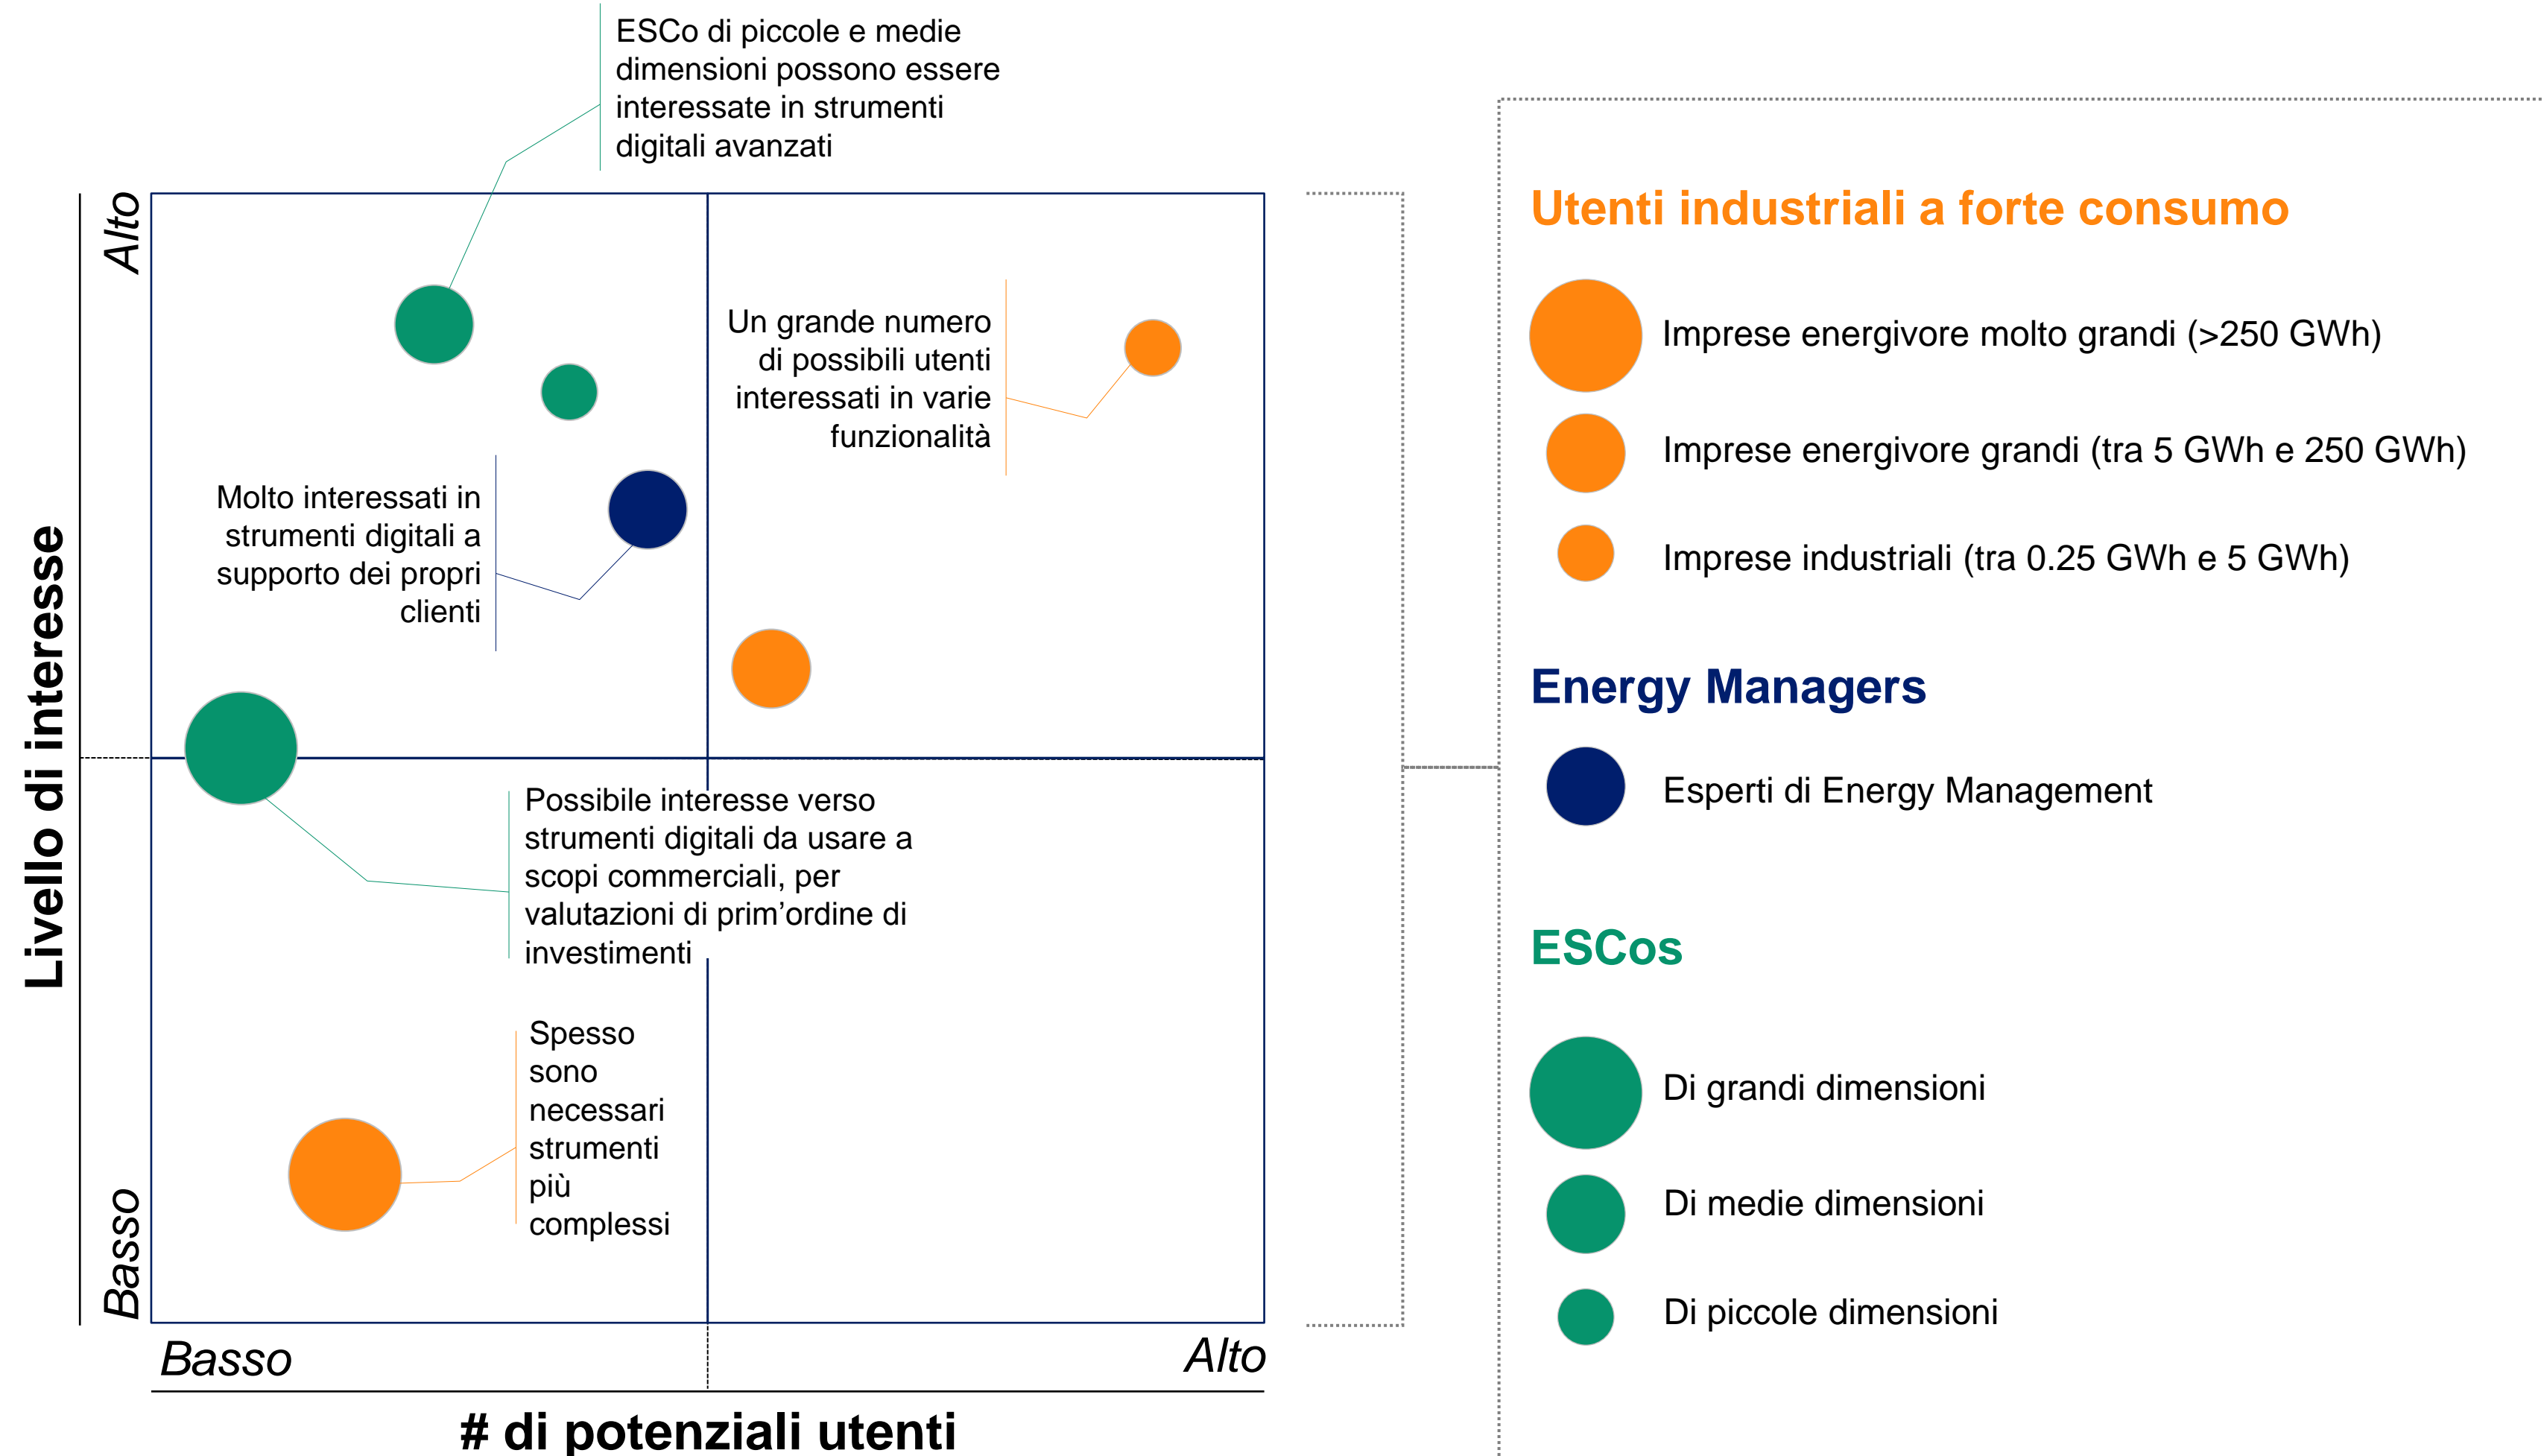 ESCo di piccole e medie
dimensioni possono essere
interessate in strumenti
digitali avanzati
Livello di interesse
Alto
Basso
Un grande numero
di possibili utenti
interessati in varie
funzionalità
Molto interessati in
strumenti digitali a
supporto dei propri
clienti
Possibile interesse verso
strumenti digitali da usare a
scopi commerciali, per
valutazioni di prim’ordine di
investimenti
Spesso
sono
necessari
strumenti
più
complessi
Basso
Alto
# di potenziali utenti
Utenti industriali a forte consumo
Imprese energivore molto grandi (>250 GWh)
Imprese energivore grandi (tra 5 GWh e 250 GWh)
Imprese industriali (tra 0.25 GWh e 5 GWh)
Energy Managers
Esperti di Energy Management
ESCos
Di grandi dimensioni
Di medie dimensioni
Di piccole dimensioni